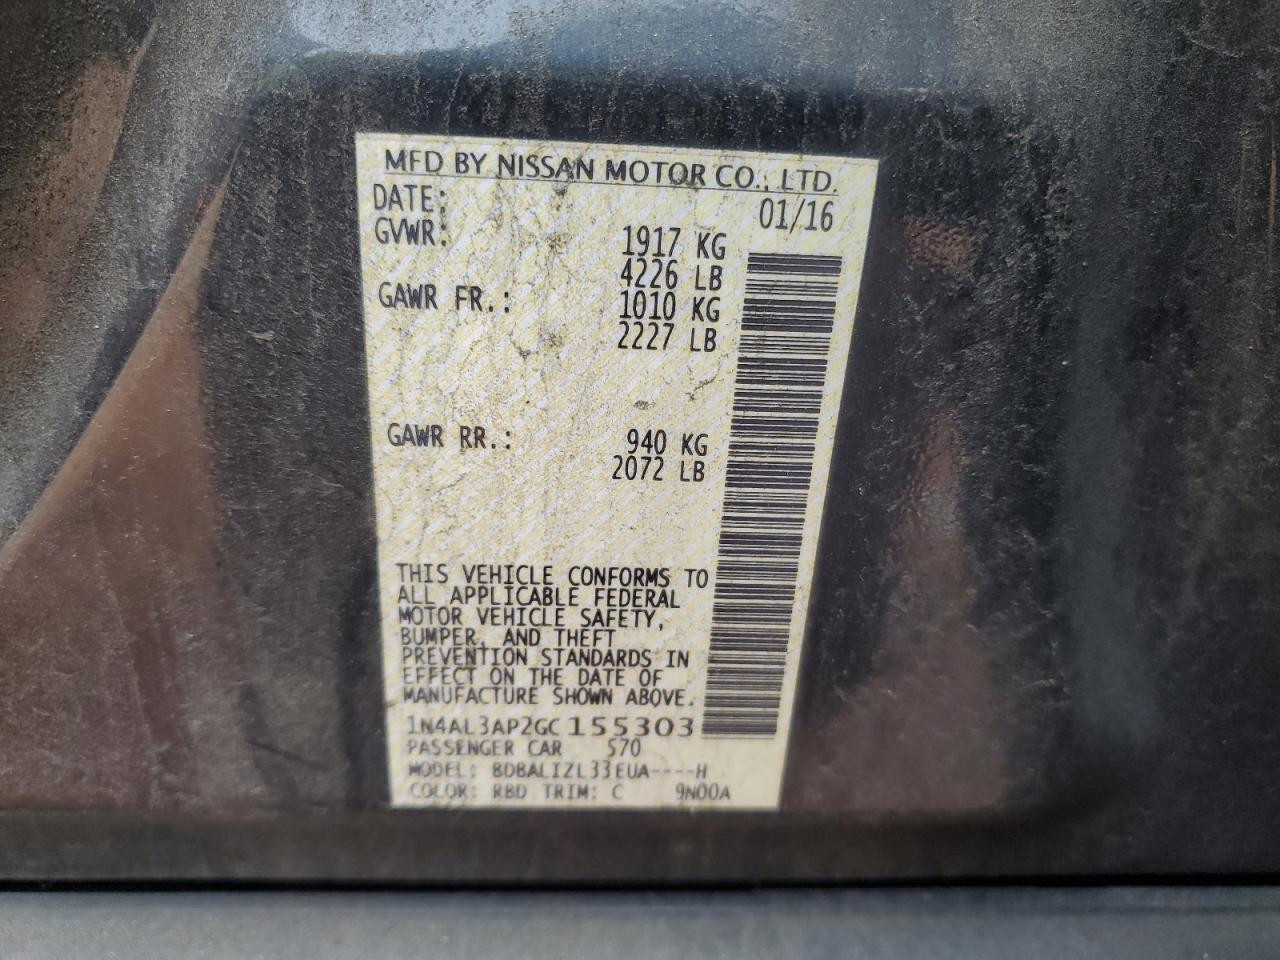 MFD BY NISSAN MOTOR CO., LTD.
DATE: 01/16
GVWR: 1917 KG
4226 LB
GAWR FR.: 1010 KG
2227 LB
GAWR RR.: 940 KG
2072 LB
THIS VEHICLE CONFORMS TO
ALL APPLICABLE FEDERAL
MOTOR VEHICLE SAFETY,
BUMPER, AND THEFT
PREVENTION STANDARDS IN
EFFECT ON THE DATE OF
MANUFACTURE SHOWN ABOVE.
1N4AL3AP2GC155303
PASSENGER CAR 570
MODEL: BDBALIZL33EUA----H
COLOR: RBD TRIM: C 9N00A